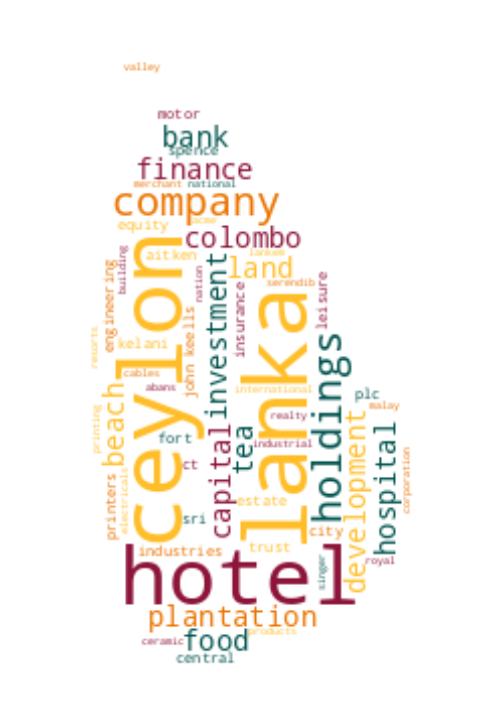 valley
motor
bank
spence
finance
merchant national
company
equity acme
colombo
aitken
lankem
land
serendib
building
engineering
ceylon
nation
investment
insurance
lanka
leisure
resorts
kelani
john keells
cables
abans
international
holdings
plc
malay
beach
printing
fort
capital
tea
realty
industrial
development
hospital
corporation
ct
printers
electricals
sri
estate
city
industries
trust
singer
royal
hotel
plantation
products
ceramic
food
central